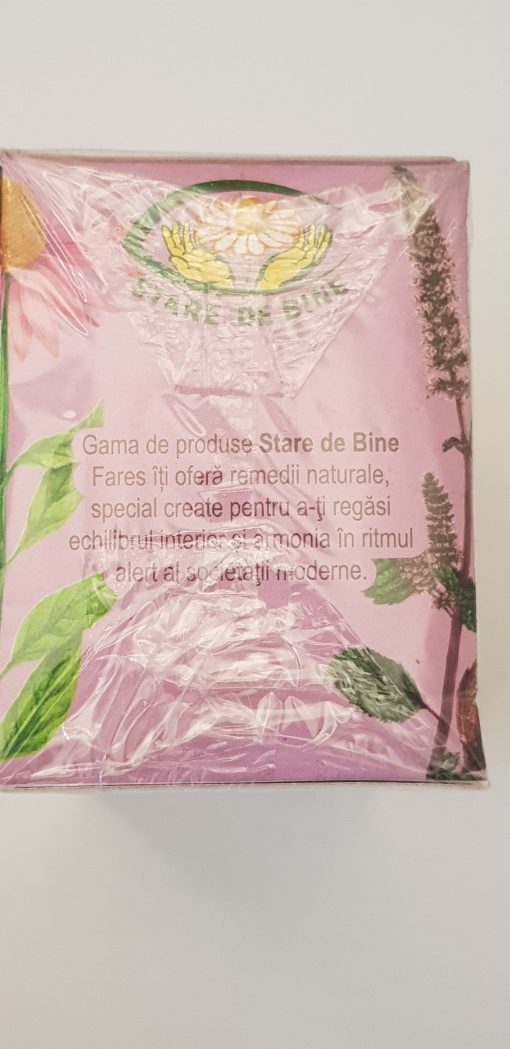 STARE DE BINE
Gama de produse Stare de Bine
Fares îți oferă remedii naturale,
special create pentru a-ţi regăsi
echilibrul interior și armonia în ritmul
alert al societaţii moderne.